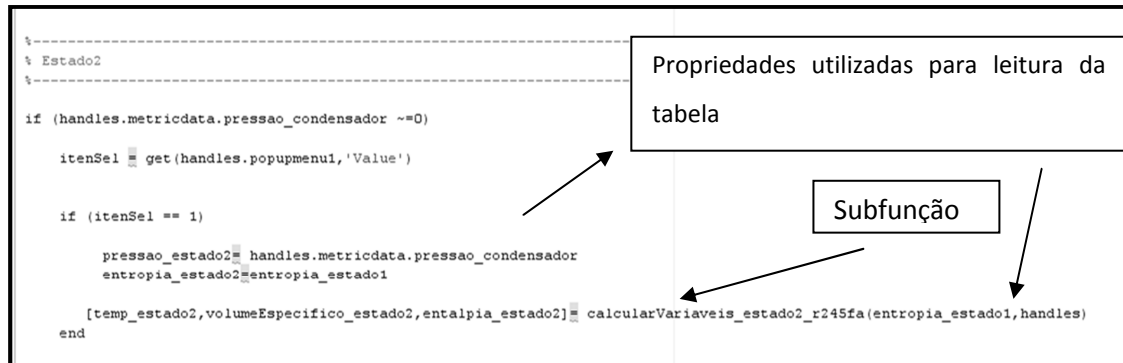 %--------------------------------------------------------------------------
% Estado2
%--------------------------------------------------------------------------
Propriedades utilizadas para leitura da
tabela
if (handles.metricdata.pressao_condensador ~=0)
itenSel = get(handles.popupmenu1,'Value')
if (itenSel == 1)
Subfunção
pressao_estado2= handles.metricdata.pressao_condensador
entropia_estado2=entropia_estado1
[temp_estado2,volumeEspecifico_estado2,entalpia_estado2]= calcularVariaveis_estado2_r245fa(entropia_estado1,handles)
end